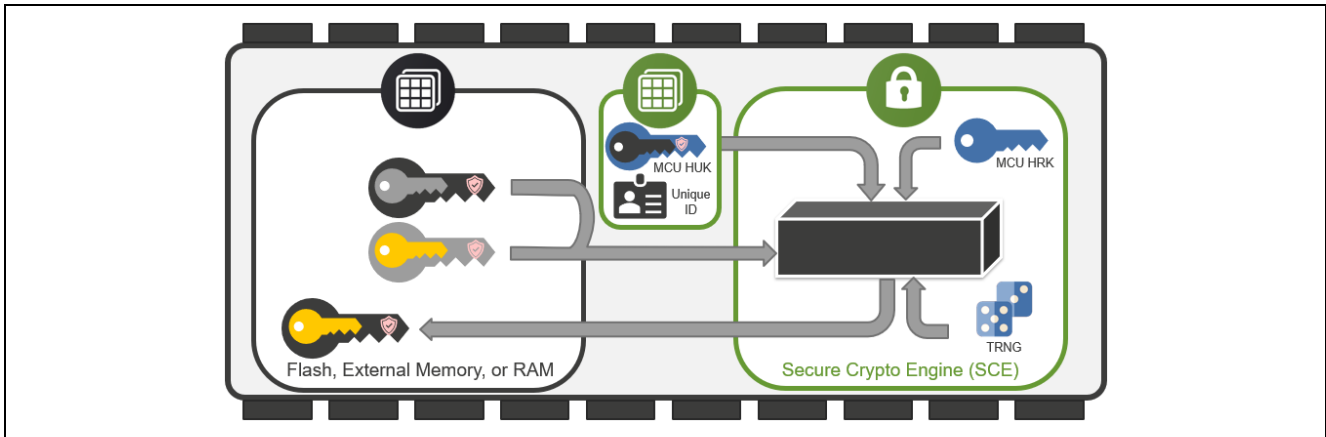 MCU HUK
Unique
ID
MCU HRK
TRNG
Flash, External Memory, or RAM
Secure Crypto Engine (SCE)